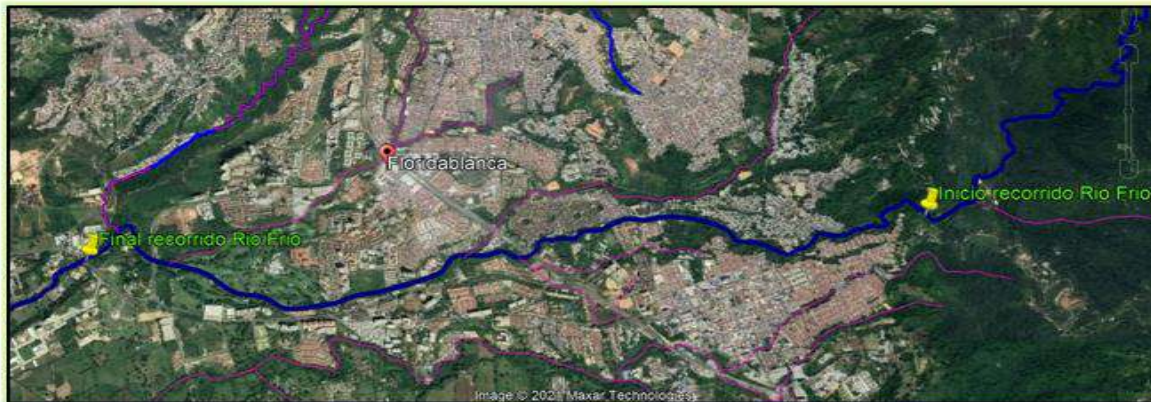 Floridablanca
Inicio recorrido Rio Frio
Final recorrido Rio Frio
Image © 2021 Maxar Technologies